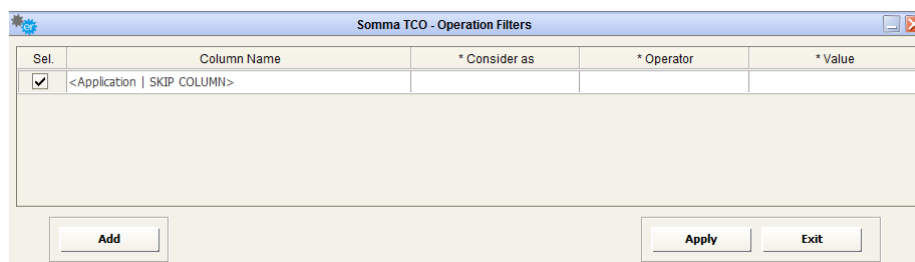 Somma TCO - Operation Filters
Sel. Column Name * Consider as * Operator * Value
<Application | SKIP COLUMN>
Add Apply Exit